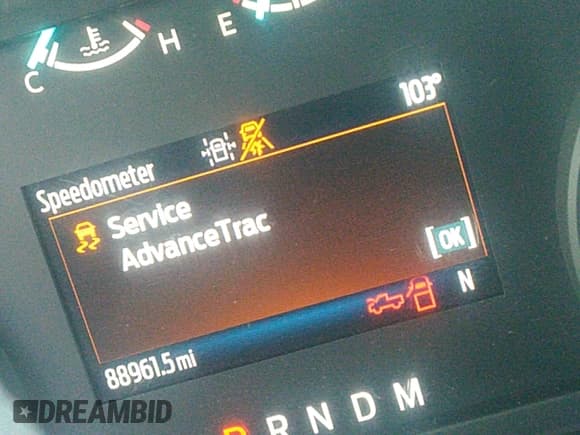 C H E
103°
Speedometer
Service
AdvanceTrac
[OK]
N
88961.5 mi
P R N D M
DREAMBID